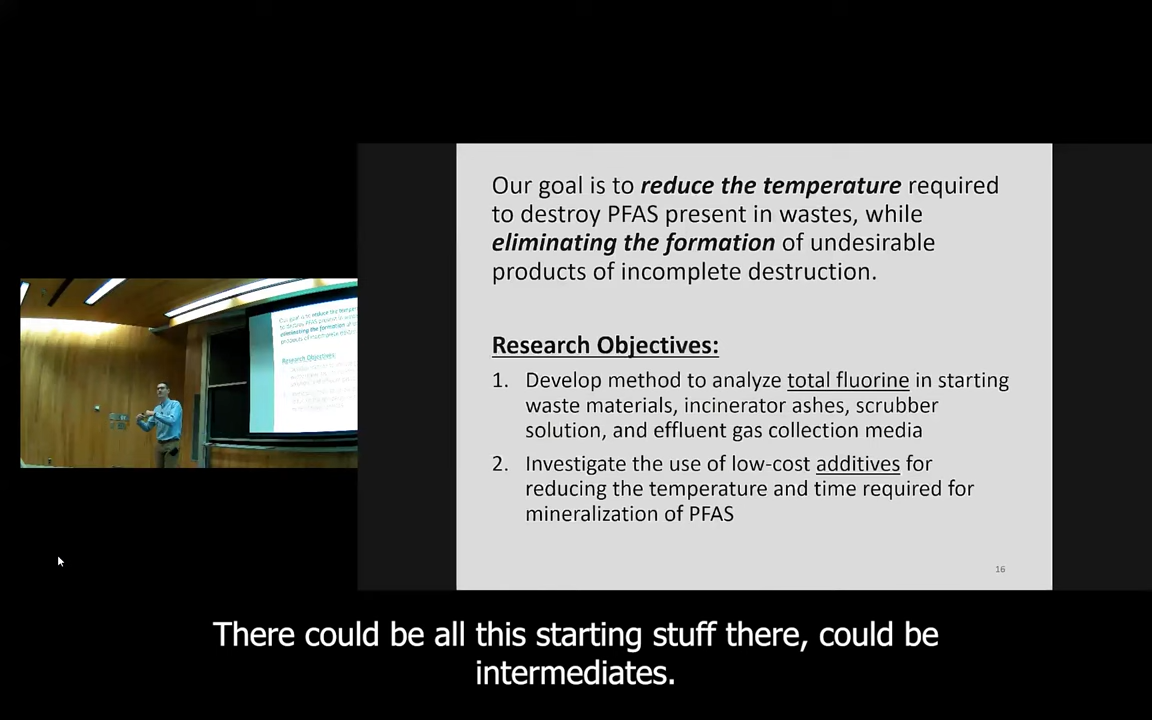 Our goal is to reduce the temperature required
to destroy PFAS present in wastes, while
eliminating the formation of undesirable
products of incomplete destruction.
Research Objectives:
1. Develop method to analyze total fluorine in starting
waste materials, incinerator ashes, scrubber
solution, and effluent gas collection media
2. Investigate the use of low-cost additives for
reducing the temperature and time required for
mineralization of PFAS
16
There could be all this starting stuff there, could be
intermediates.